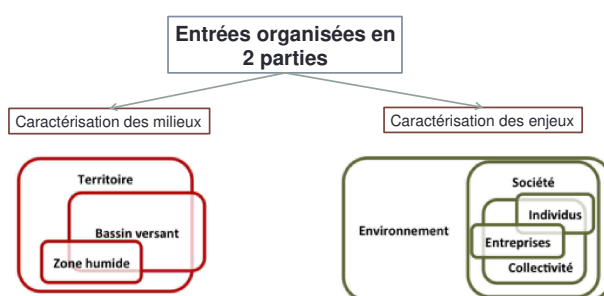 Entrées organisées en
2 parties
Caractérisation des milieux
Caractérisation des enjeux
Territoire
Bassin versant
Zone humide
Environnement
Société
Individus
Entreprises
Collectivité